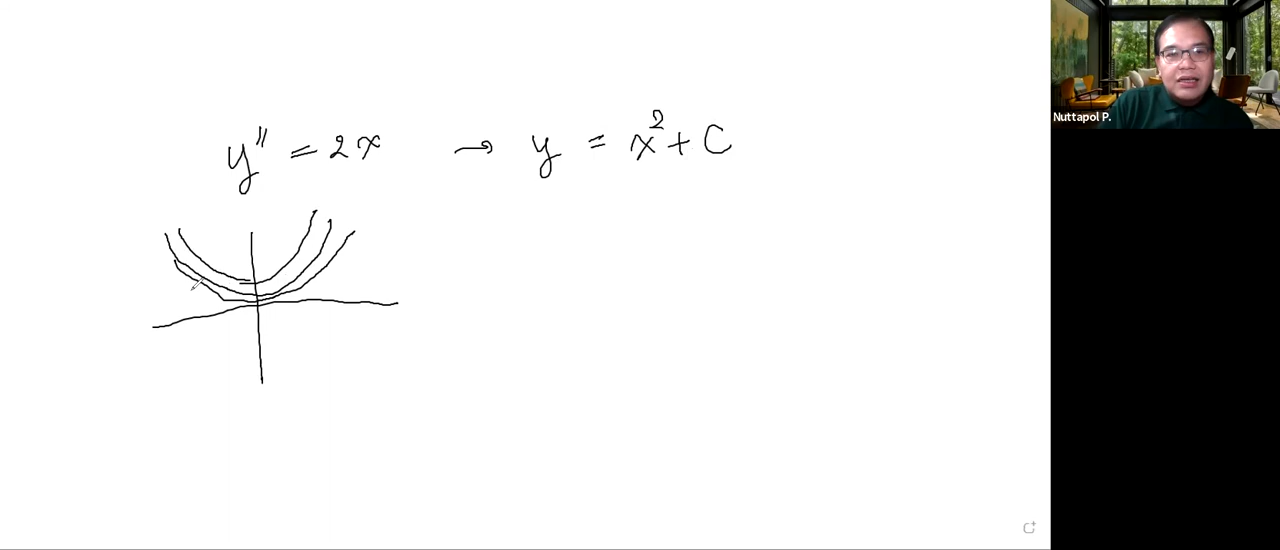 y" = 2x → y = x² + C
Nuttapol P.